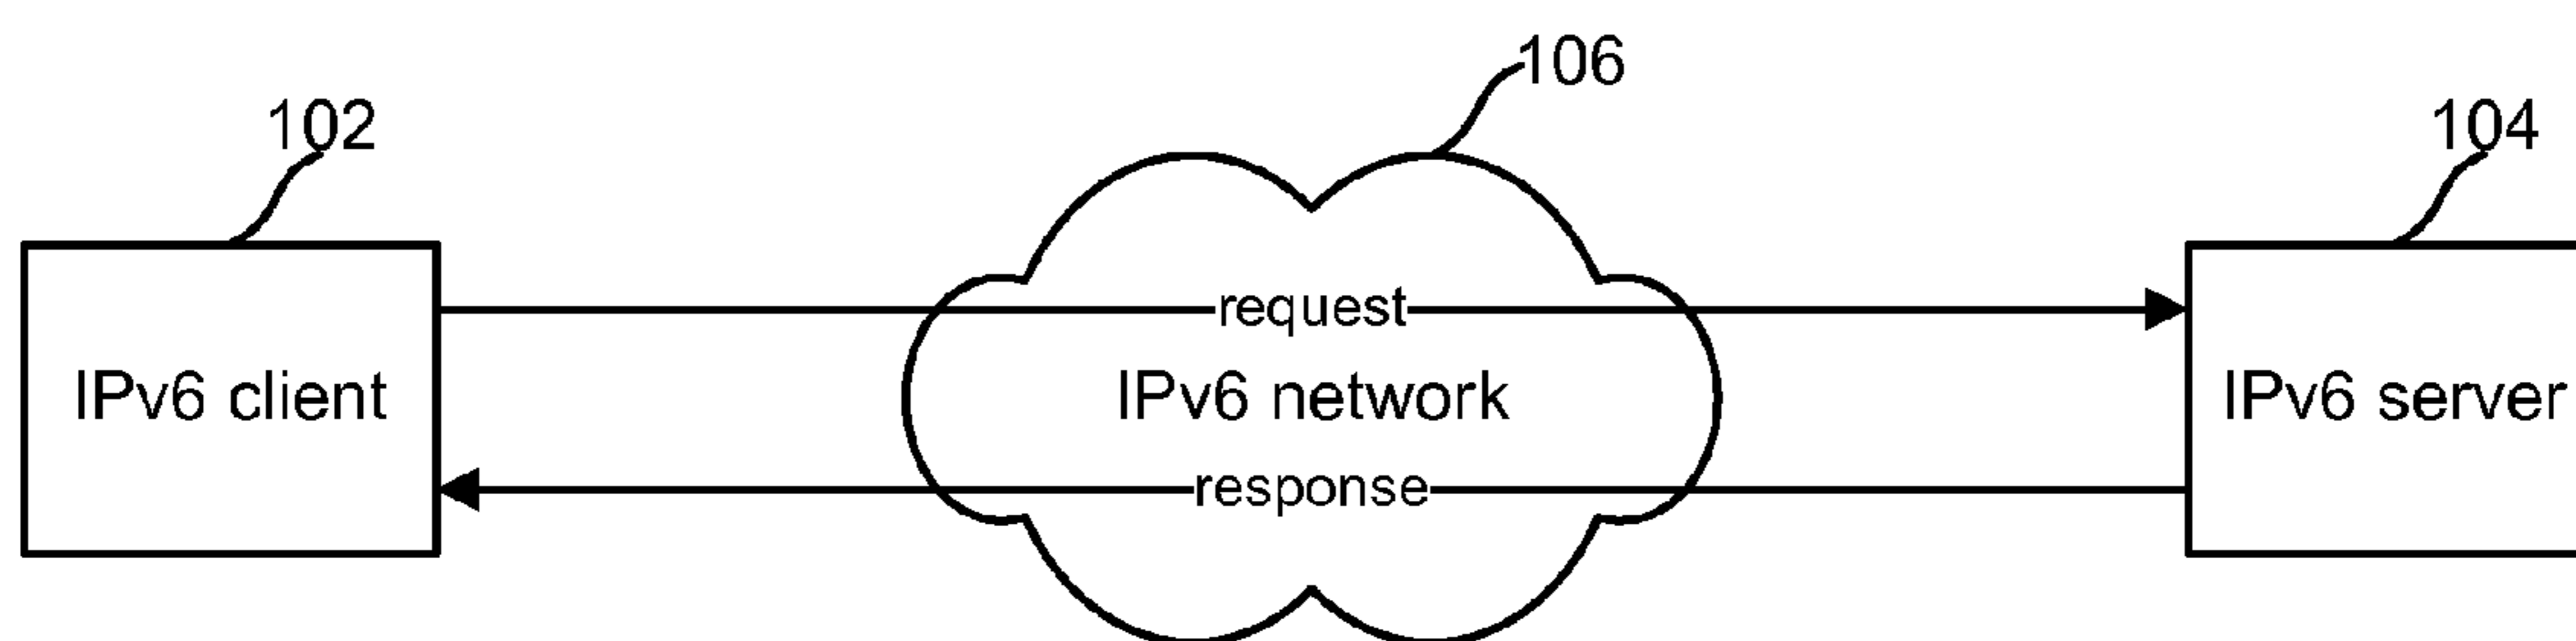 106
102
104
request
IPv6 client
IPv6 network
IPv6 server
response